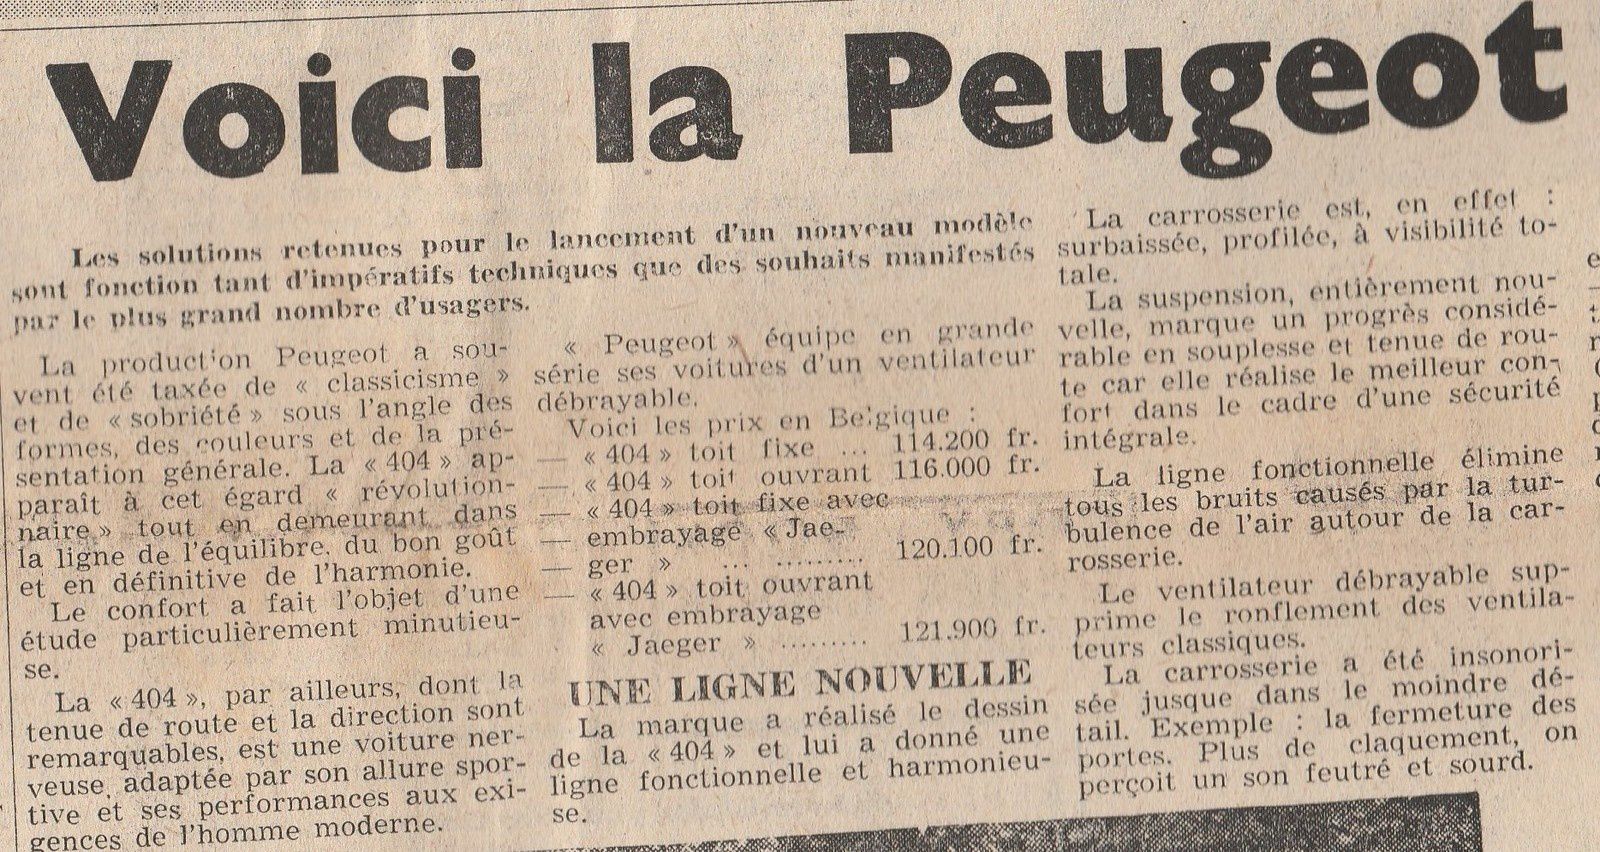 Voici la Peugeot
Les solutions retenues pour le lancement d'un nouveau modèle
sont fonction tant d'impératifs techniques que des souhaits manifestés
par le plus grand nombre d'usagers.
La production Peugeot a sou-
vent été taxée de « classicisme »
et de « sobriété » sous l'angle des
formes, des couleurs et de la pré-
sentation générale. La « 404 » ap-
paraît à cet égard « révolution-
naire » tout en demeurant dans
la ligne de l'équilibre, du bon goût
et en définitive de l'harmonie.
Le confort a fait l'objet d'une
étude particulièrement minutieu-
se.
La « 404 », par ailleurs, dont la
tenue de route et la direction sont
remarquables, est une voiture ner-
veuse, adaptée par son allure spor-
tive et ses performances aux exi-
gences de l'homme moderne.
« Peugeot » équipe en grande
série ses voitures d'un ventilateur
débrayable.
Voici les prix en Belgique :
— « 404 » toit fixe ... 114.200 fr.
— « 404 » toit ouvrant 116.000 fr.
— « 404 » toit fixe avec
— embrayage « Jae-
— ger » ... ......... 120.100 fr.
— « 404 » toit ouvrant
avec embrayage
« Jaeger » ......... 121.900 fr.
UNE LIGNE NOUVELLE
La marque a réalisé le dessin
de la « 404 » et lui a donné une
ligne fonctionnelle et harmonieu-
se.
La carrosserie est, en effet :
surbaissée, profilée, à visibilité to-
tale.
La suspension, entièrement nou-
velle, marque un progrès considé-
rable en souplesse et tenue de rou-
te car elle réalise le meilleur con-
fort dans le cadre d'une sécurité
intégrale.
La ligne fonctionnelle élimine
tous les bruits causés par la tur-
bulence de l'air autour de la car-
rosserie.
Le ventilateur débrayable sup-
prime le ronflement des ventila-
teurs classiques.
La carrosserie a été insonori-
sée jusque dans le moindre dé-
tail. Exemple : la fermeture des
portes. Plus de claquement, on
perçoit un son feutré et sourd.